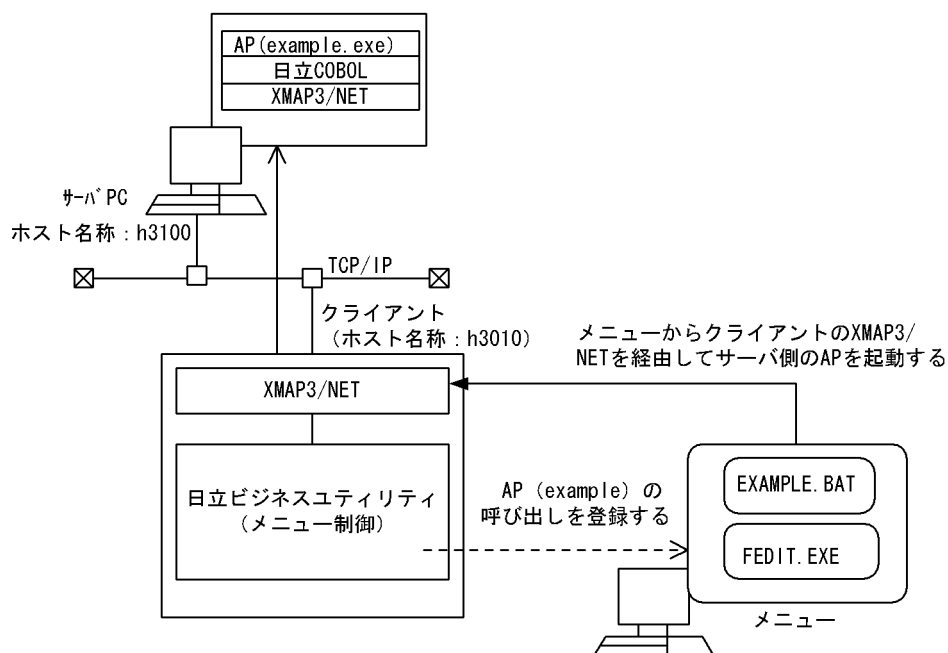 AP(example.exe)
日立COBOL
XMAP3/NET
ｻｰﾊﾞPC
ホスト名称：h3100
TCP/IP
クライアント
（ホスト名称：h3010）
メニューからクライアントのXMAP3/
NETを経由してサーバ側のAPを起動する
XMAP3/NET
日立ビジネスユティリティ
（メニュー制御）
AP（example）の
呼び出しを登録する
EXAMPLE.BAT
FEDIT.EXE
メニュー